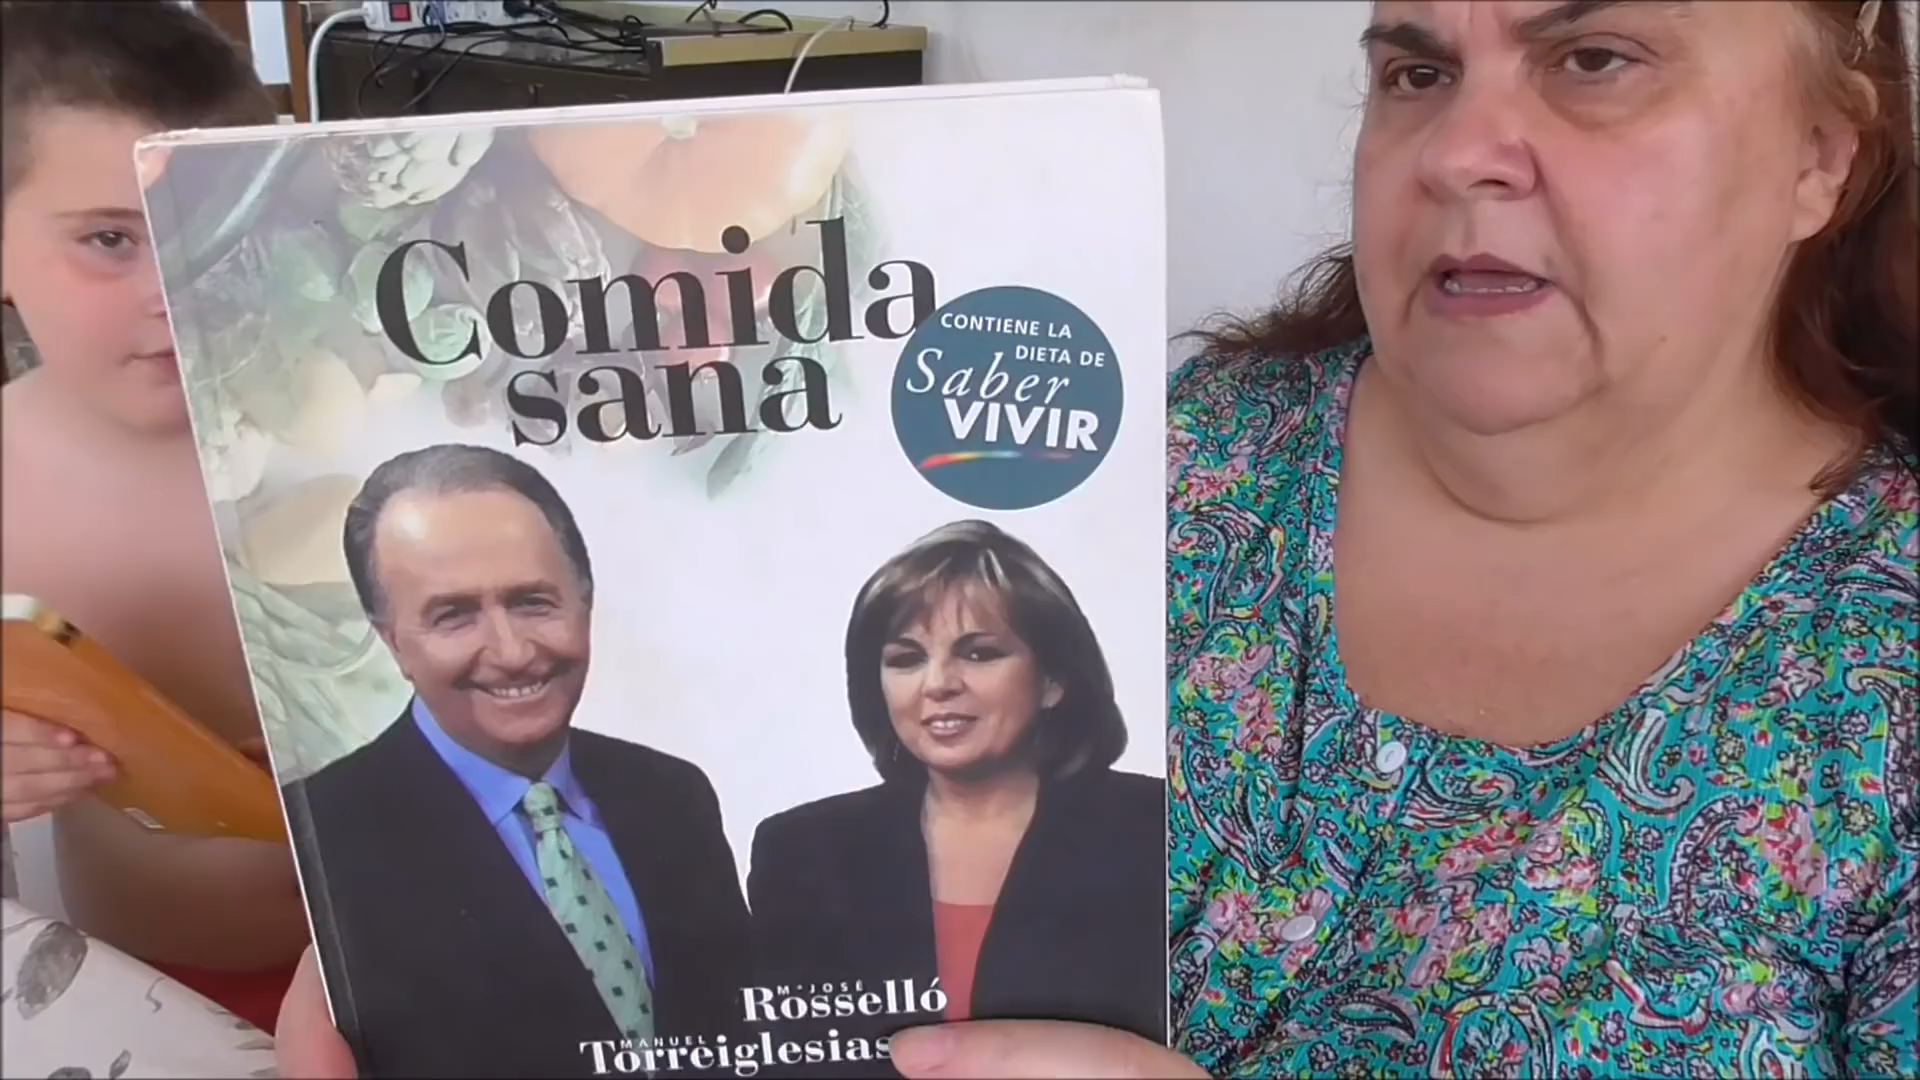 Comida
sana
CONTIENE LA
DIETA DE
Saber
VIVIR
Mª JOSÉ
Rosselló
MANUEL
Torreiglesias